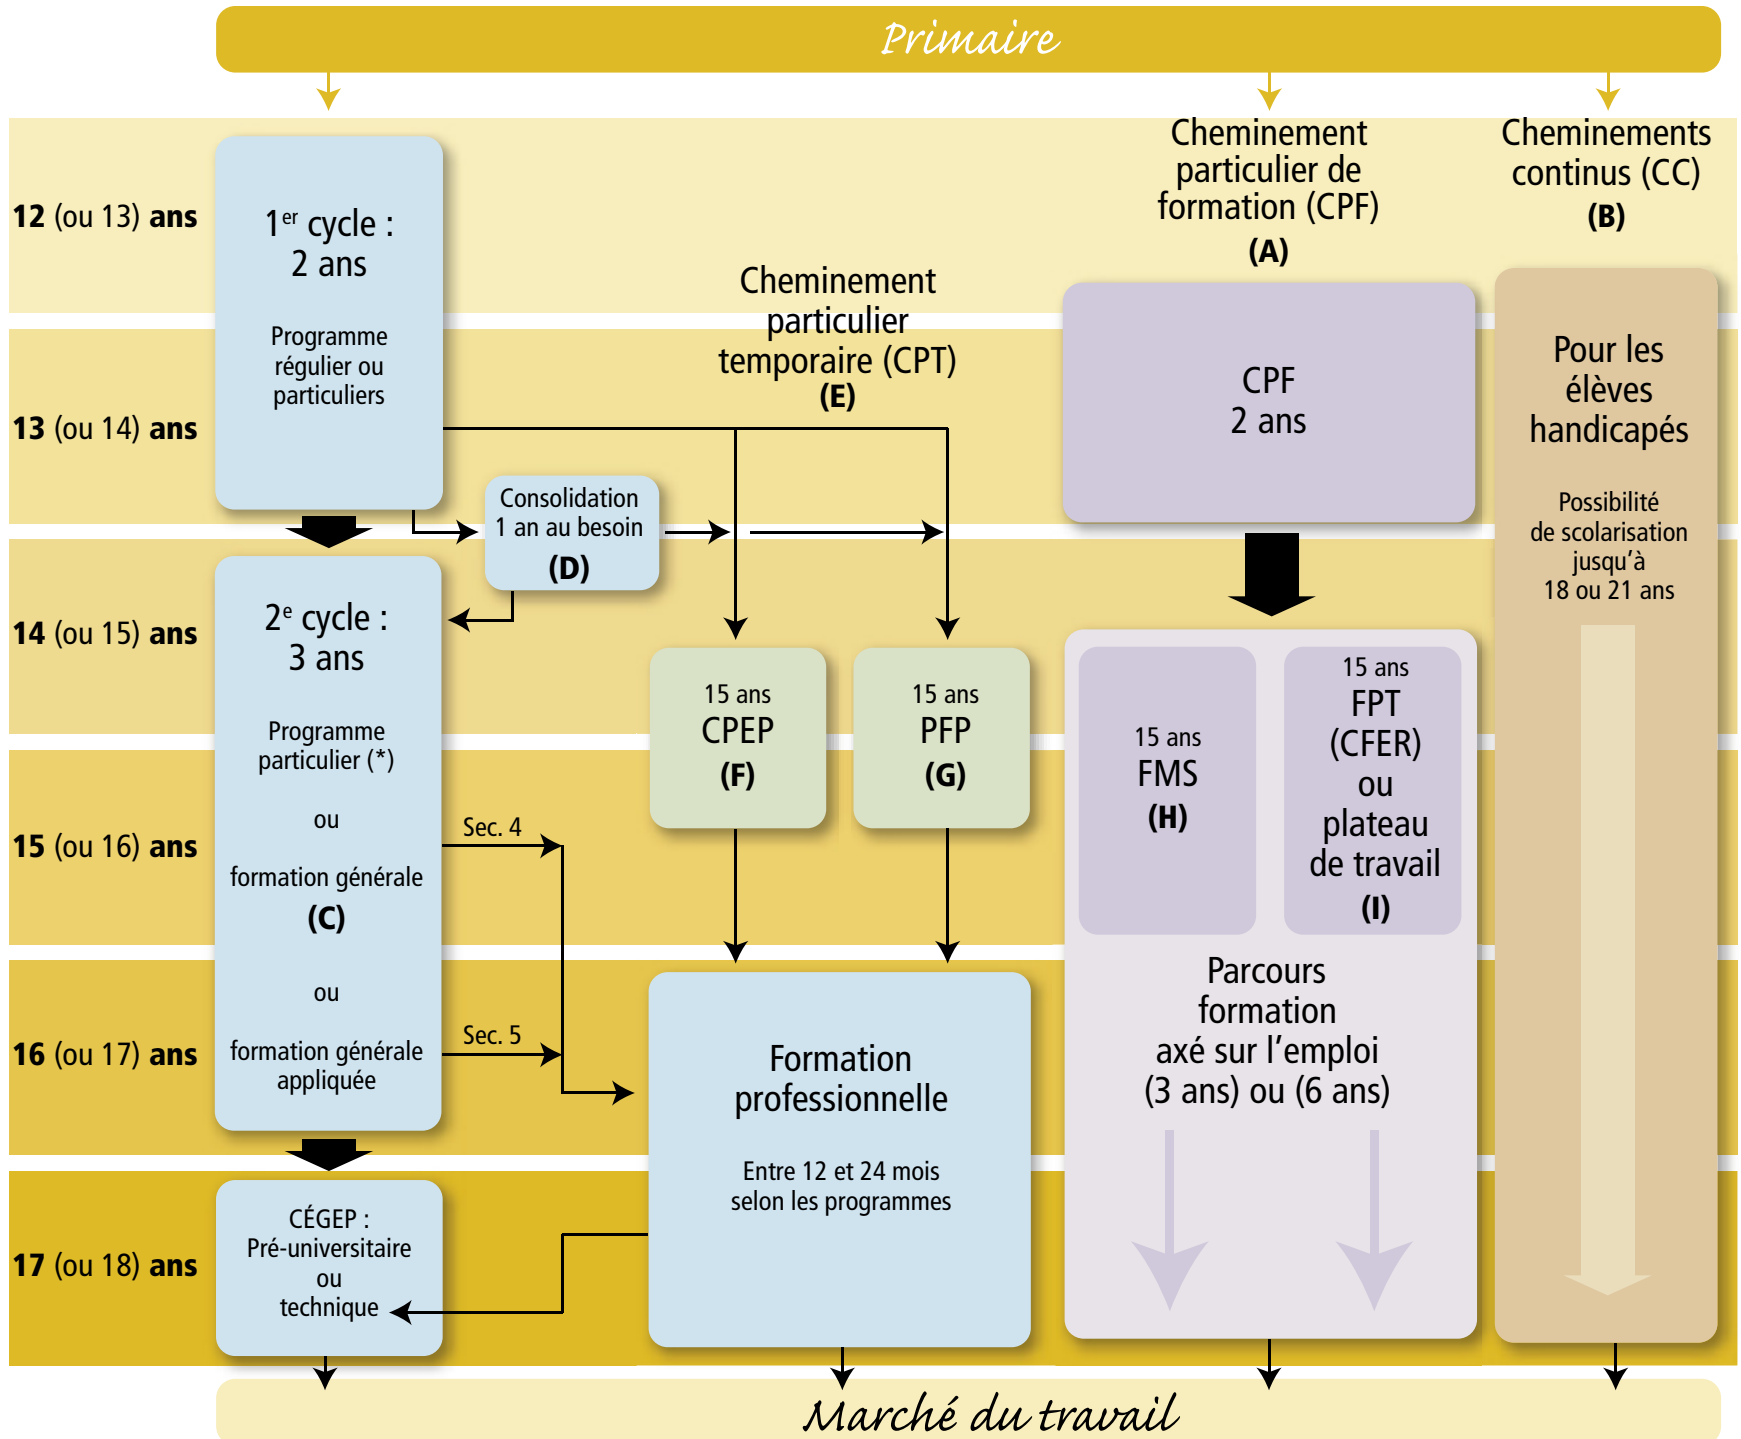 Primaire
12 (ou 13) ans
13 (ou 14) ans
14 (ou 15) ans
15 (ou 16) ans
16 (ou 17) ans
17 (ou 18) ans
1er cycle :
2 ans
Programme
régulier ou
particuliers
Consolidation
1 an au besoin
(D)
2e cycle :
3 ans
Programme
particulier (*)
ou
formation générale
(C)
ou
formation générale
appliquée
Sec. 4
Sec. 5
CÉGEP :
Pré-universitaire
ou
technique
Cheminement
particulier
temporaire (CPT)
(E)
15 ans
CPEP
(F)
15 ans
PFP
(G)
Formation
professionnelle
Entre 12 et 24 mois
selon les programmes
Cheminement
particulier de
formation (CPF)
(A)
CPF
2 ans
15 ans
FMS
(H)
15 ans
FPT
(CFER)
ou
plateau
de travail
(I)
Parcours
formation
axé sur l'emploi
(3 ans) ou (6 ans)
Cheminements
continus (CC)
(B)
Pour les
élèves
handicapés
Possibilité
de scolarisation
jusqu'à
18 ou 21 ans
Marché du travail